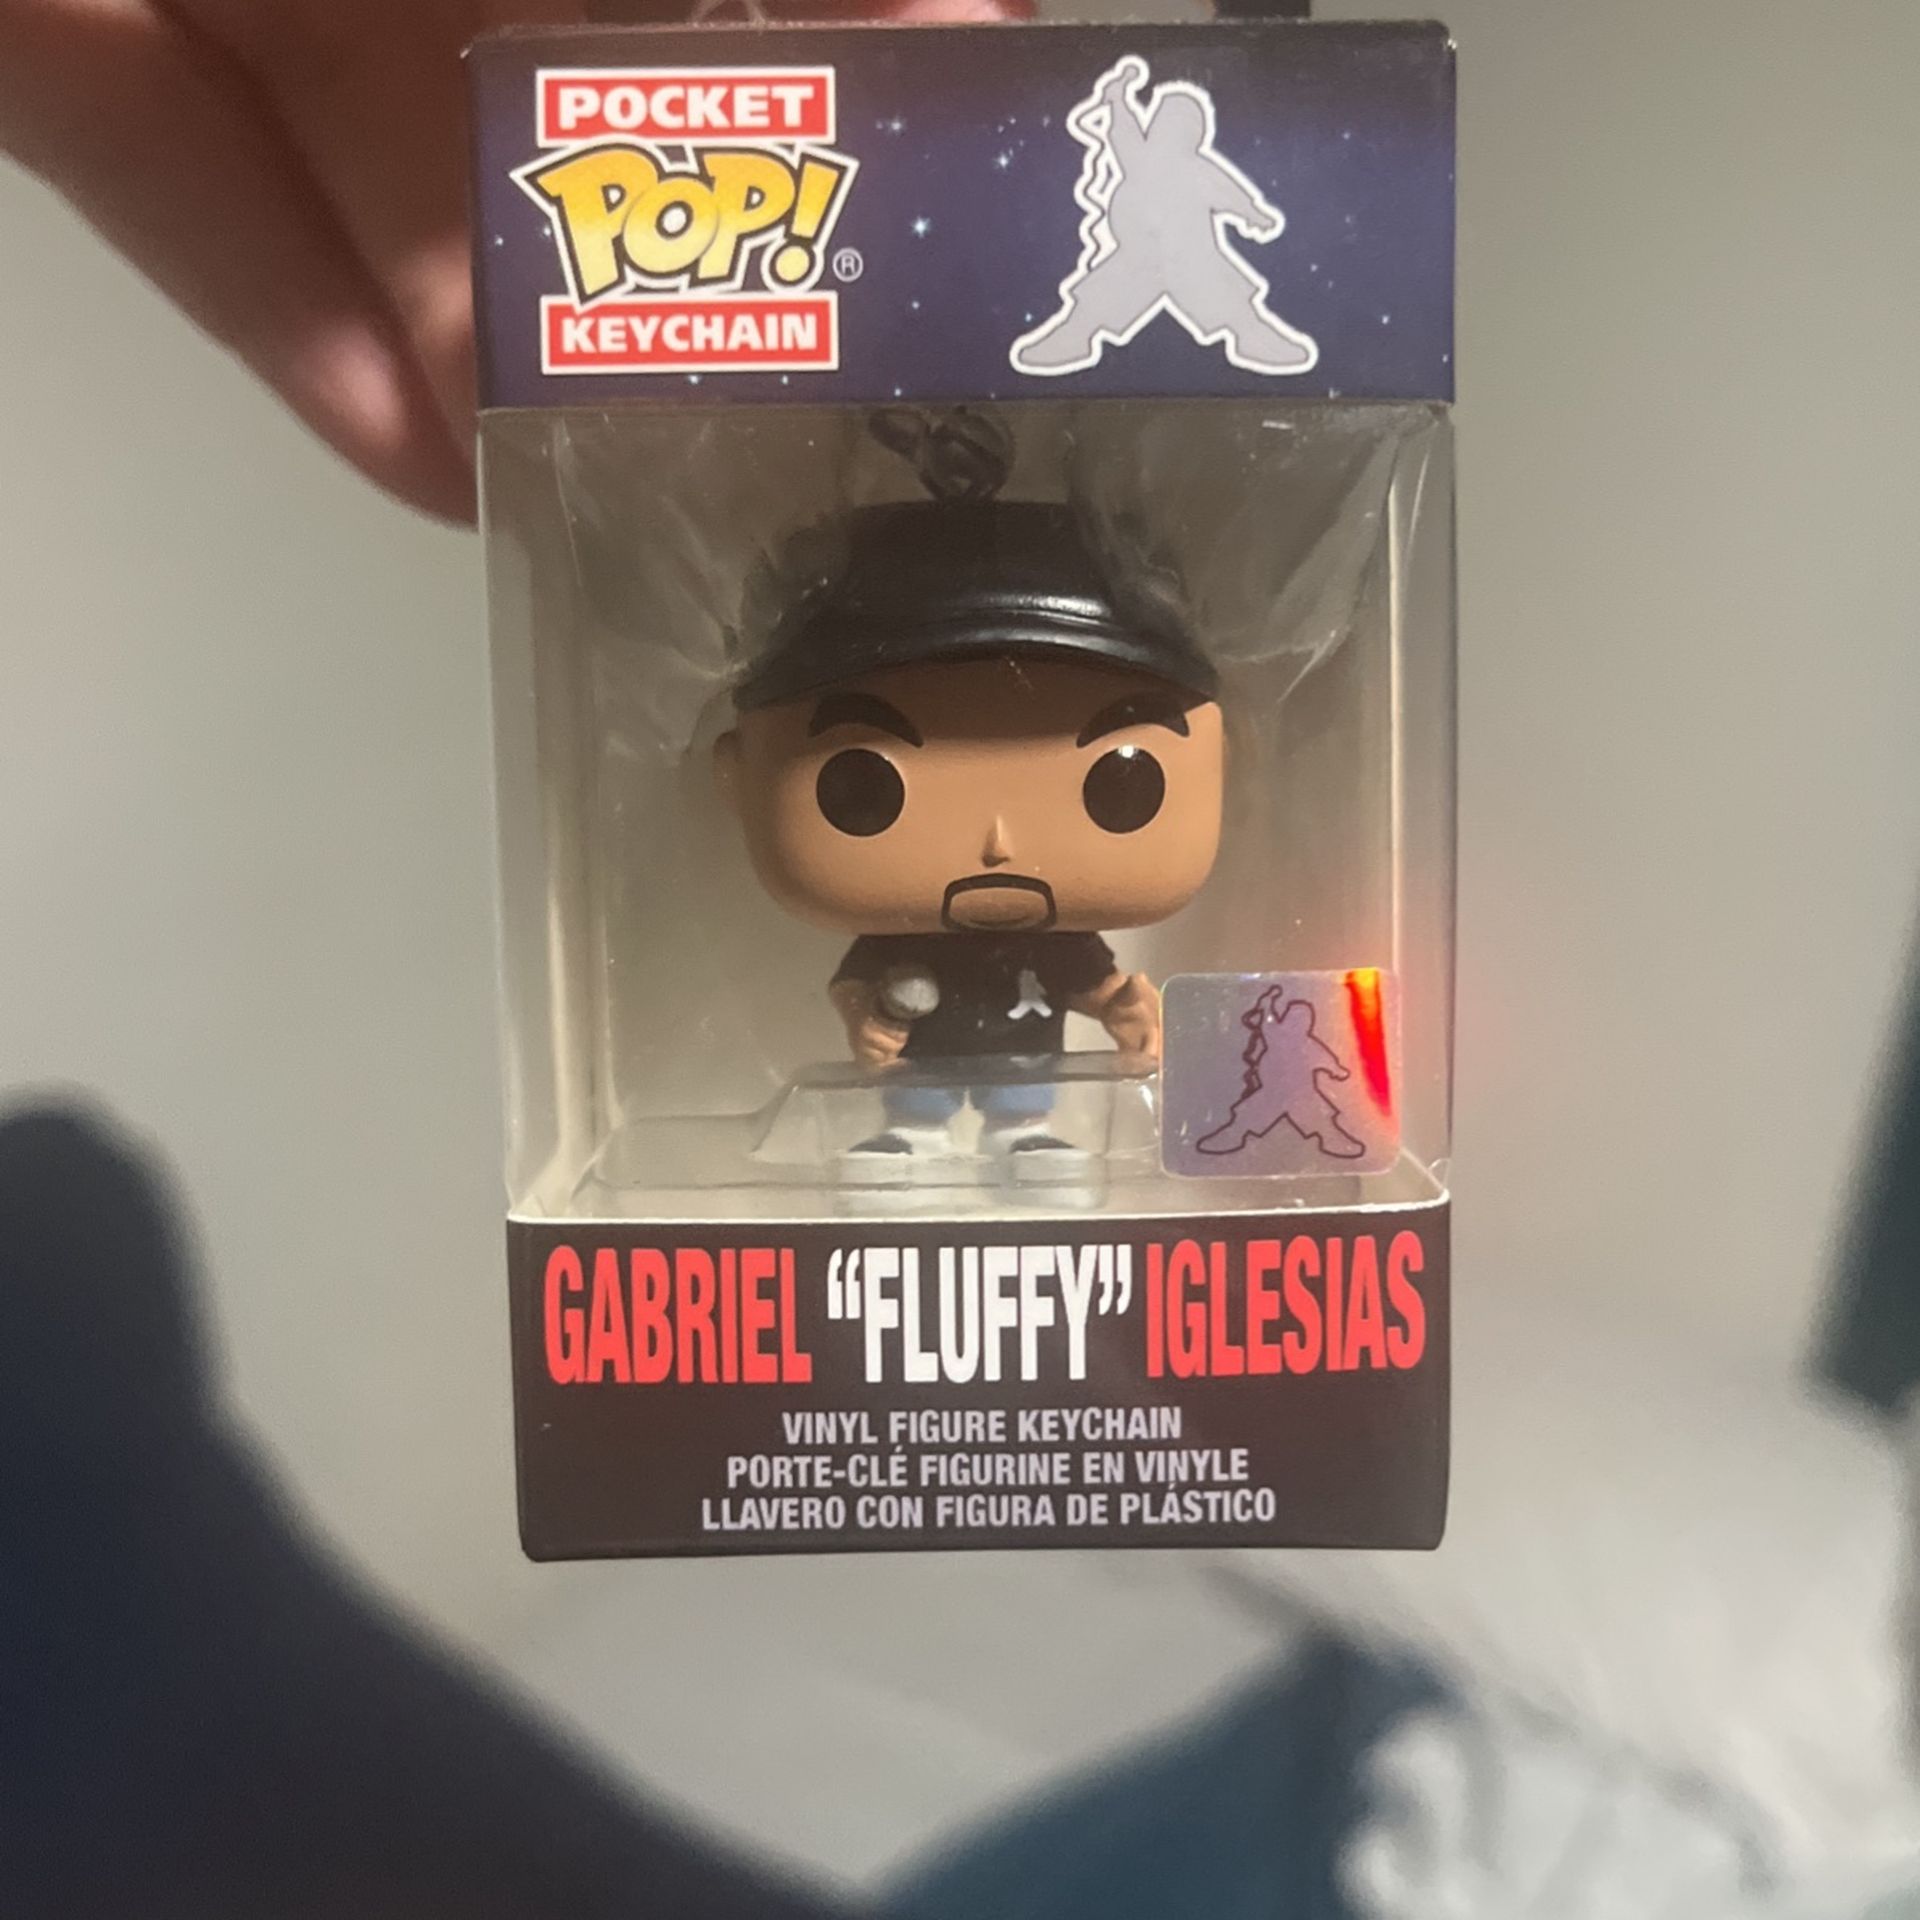 POCKET
POP! ®
KEYCHAIN
GABRIEL “FLUFFY” IGLESIAS
VINYL FIGURE KEYCHAIN
PORTE-CLÉ FIGURINE EN VINYLE
LLAVERO CON FIGURA DE PLÁSTICO